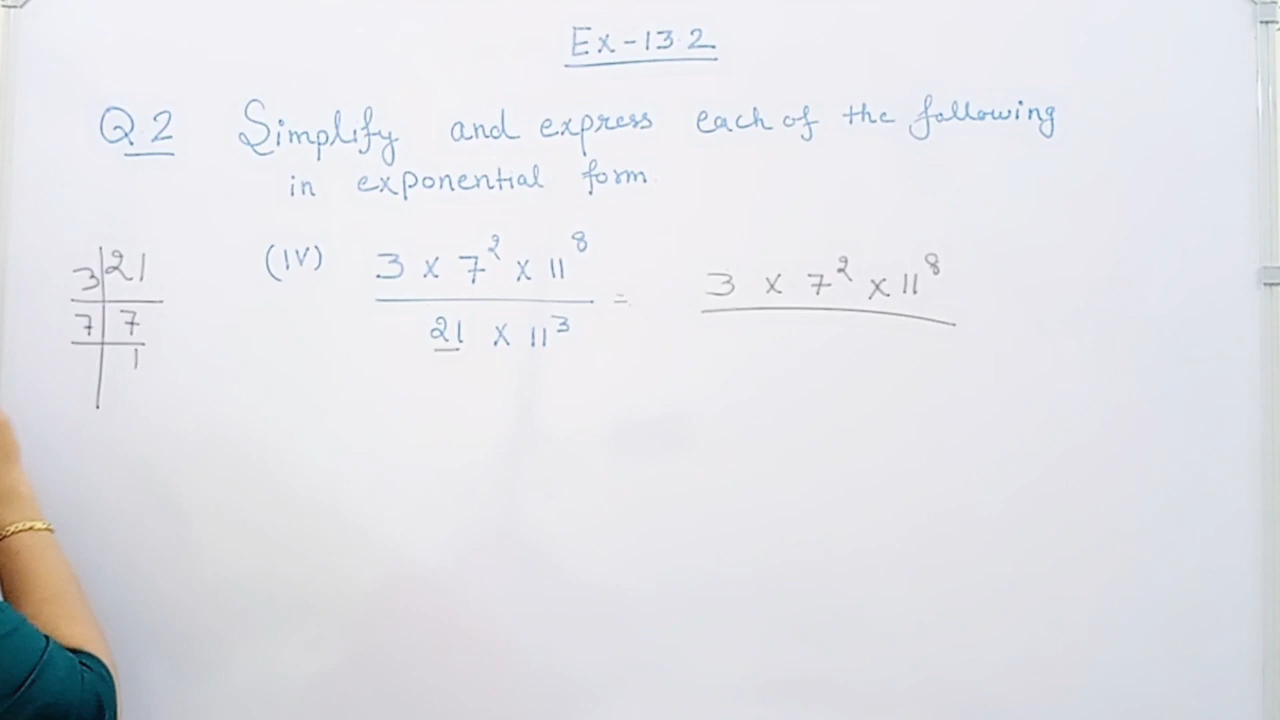 Ex-13.2
Q.2 Simplify and express each of the following
in exponential form
3|21
7|7
1
(IV) 3 x 7² x 11⁸ / 21 x 11³ = 3 x 7² x 11⁸